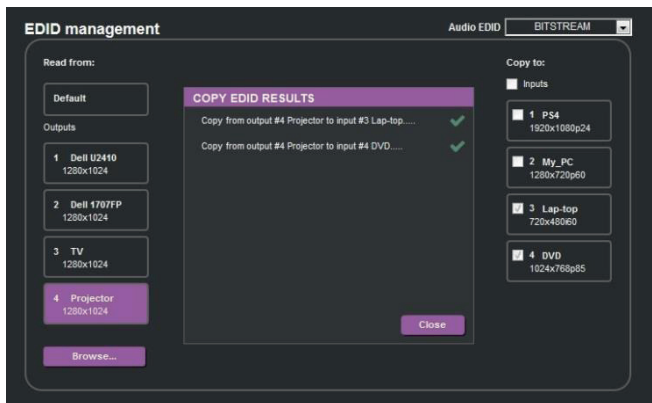 EDID management
Audio EDID BITSTREAM
Read from:
Default
Outputs
1 Dell U2410
1280x1024
2 Dell 1707FP
1280x1024
3 TV
1280x1024
4 Projector
1280x1024
Browse...
COPY EDID RESULTS
Copy from output #4 Projector to input #3 Lap-top.....
Copy from output #4 Projector to input #4 DVD.....
Close
Copy to:
Inputs
1 PS4
1920x1080p24
2 My_PC
1280x720p60
3 Lap-top
720x480i60
4 DVD
1024x768p85